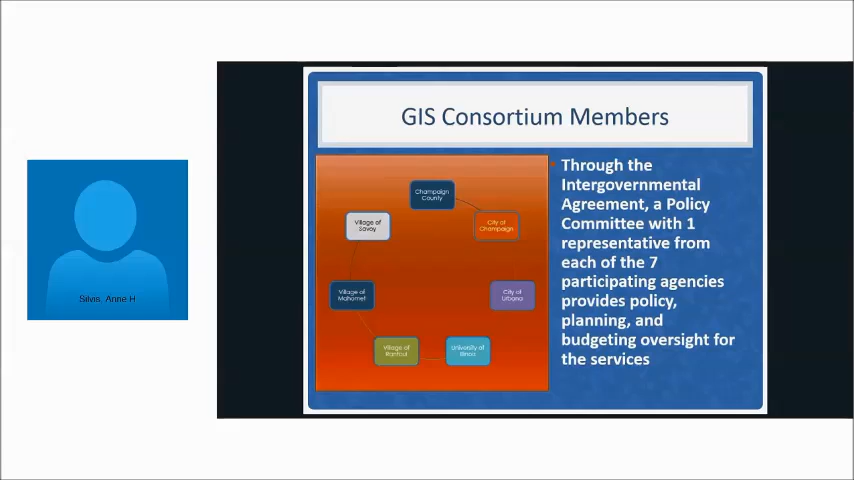 GIS Consortium Members
Champaign
County
City of
Champaign
City of
Urbana
University of
Illinois
Village of
Rantoul
Village of
Mahomet
Village of
Savoy
Through the
Intergovernmental
Agreement, a Policy
Committee with 1
representative from
each of the 7
participating agencies
provides policy,
planning, and
budgeting oversight for
the services
Silvis, Anne H